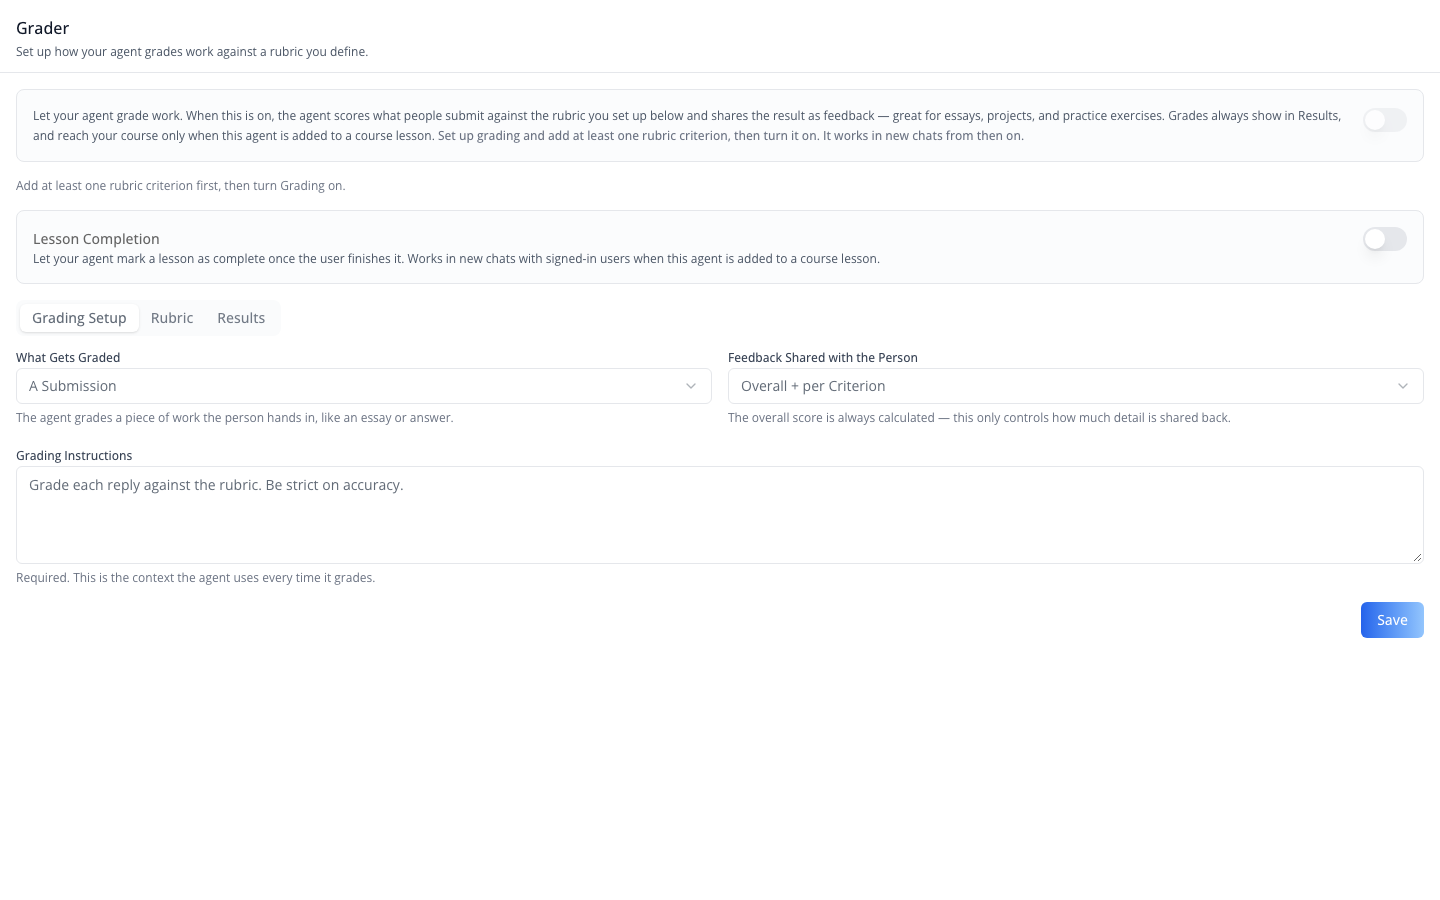 Grader
Set up how your agent grades work against a rubric you define.
Let your agent grade work. When this is on, the agent scores what people submit against the rubric you set up below and shares the result as feedback — great for essays, projects, and practice exercises. Grades always show in Results,
and reach your course only when this agent is added to a course lesson. Set up grading and add at least one rubric criterion, then turn it on. It works in new chats from then on.
Add at least one rubric criterion first, then turn Grading on.
Lesson Completion
Let your agent mark a lesson as complete once the user finishes it. Works in new chats with signed-in users when this agent is added to a course lesson.
Grading Setup Rubric Results
What Gets Graded
A Submission
The agent grades a piece of work the person hands in, like an essay or answer.
Feedback Shared with the Person
Overall + per Criterion
The overall score is always calculated — this only controls how much detail is shared back.
Grading Instructions
Grade each reply against the rubric. Be strict on accuracy.
Required. This is the context the agent uses every time it grades.
Save